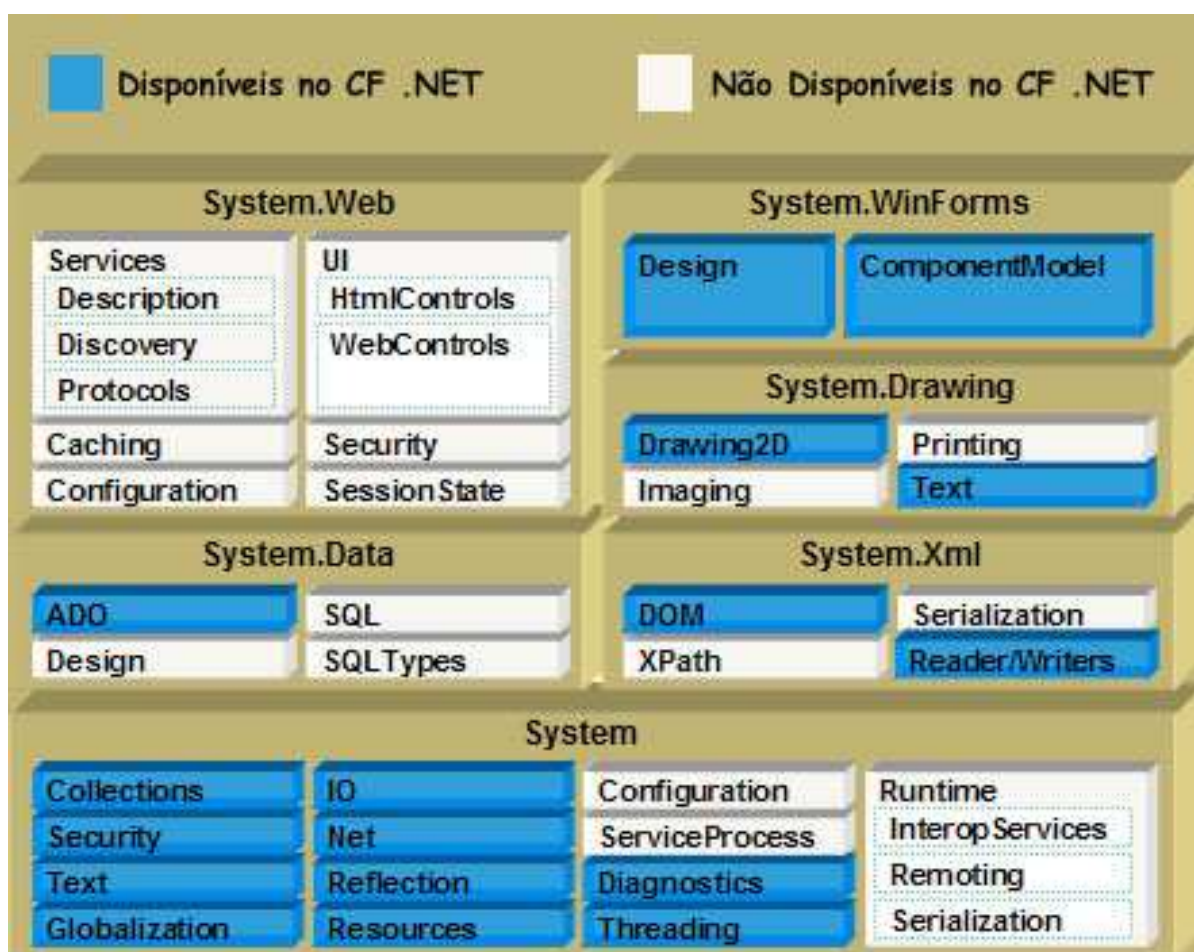 Disponíveis no CF .NET
Não Disponíveis no CF .NET
System.Web
Services
Description
Discovery
Protocols
UI
HtmlControls
WebControls
Caching
Security
Configuration
SessionState
System.WinForms
Design
ComponentModel
System.Drawing
Drawing2D
Printing
Imaging
Text
System.Data
ADO
SQL
Design
SQLTypes
System.Xml
DOM
Serialization
XPath
Reader/Writers
System
Collections
Security
Text
Globalization
IO
Net
Reflection
Resources
Configuration
ServiceProcess
Diagnostics
Threading
Runtime
InteropServices
Remoting
Serialization